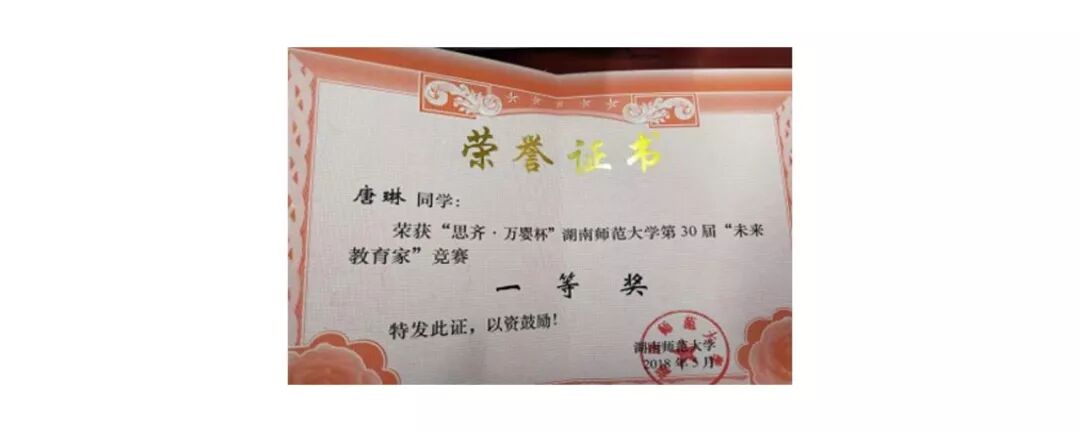 荣誉证书
唐琳 同学:
荣获“思齐·万婴杯”湖南师范大学第30届“未来
教育家”竞赛
一等奖
特发此证，以资鼓励!
湖南师范大学
2018年5月